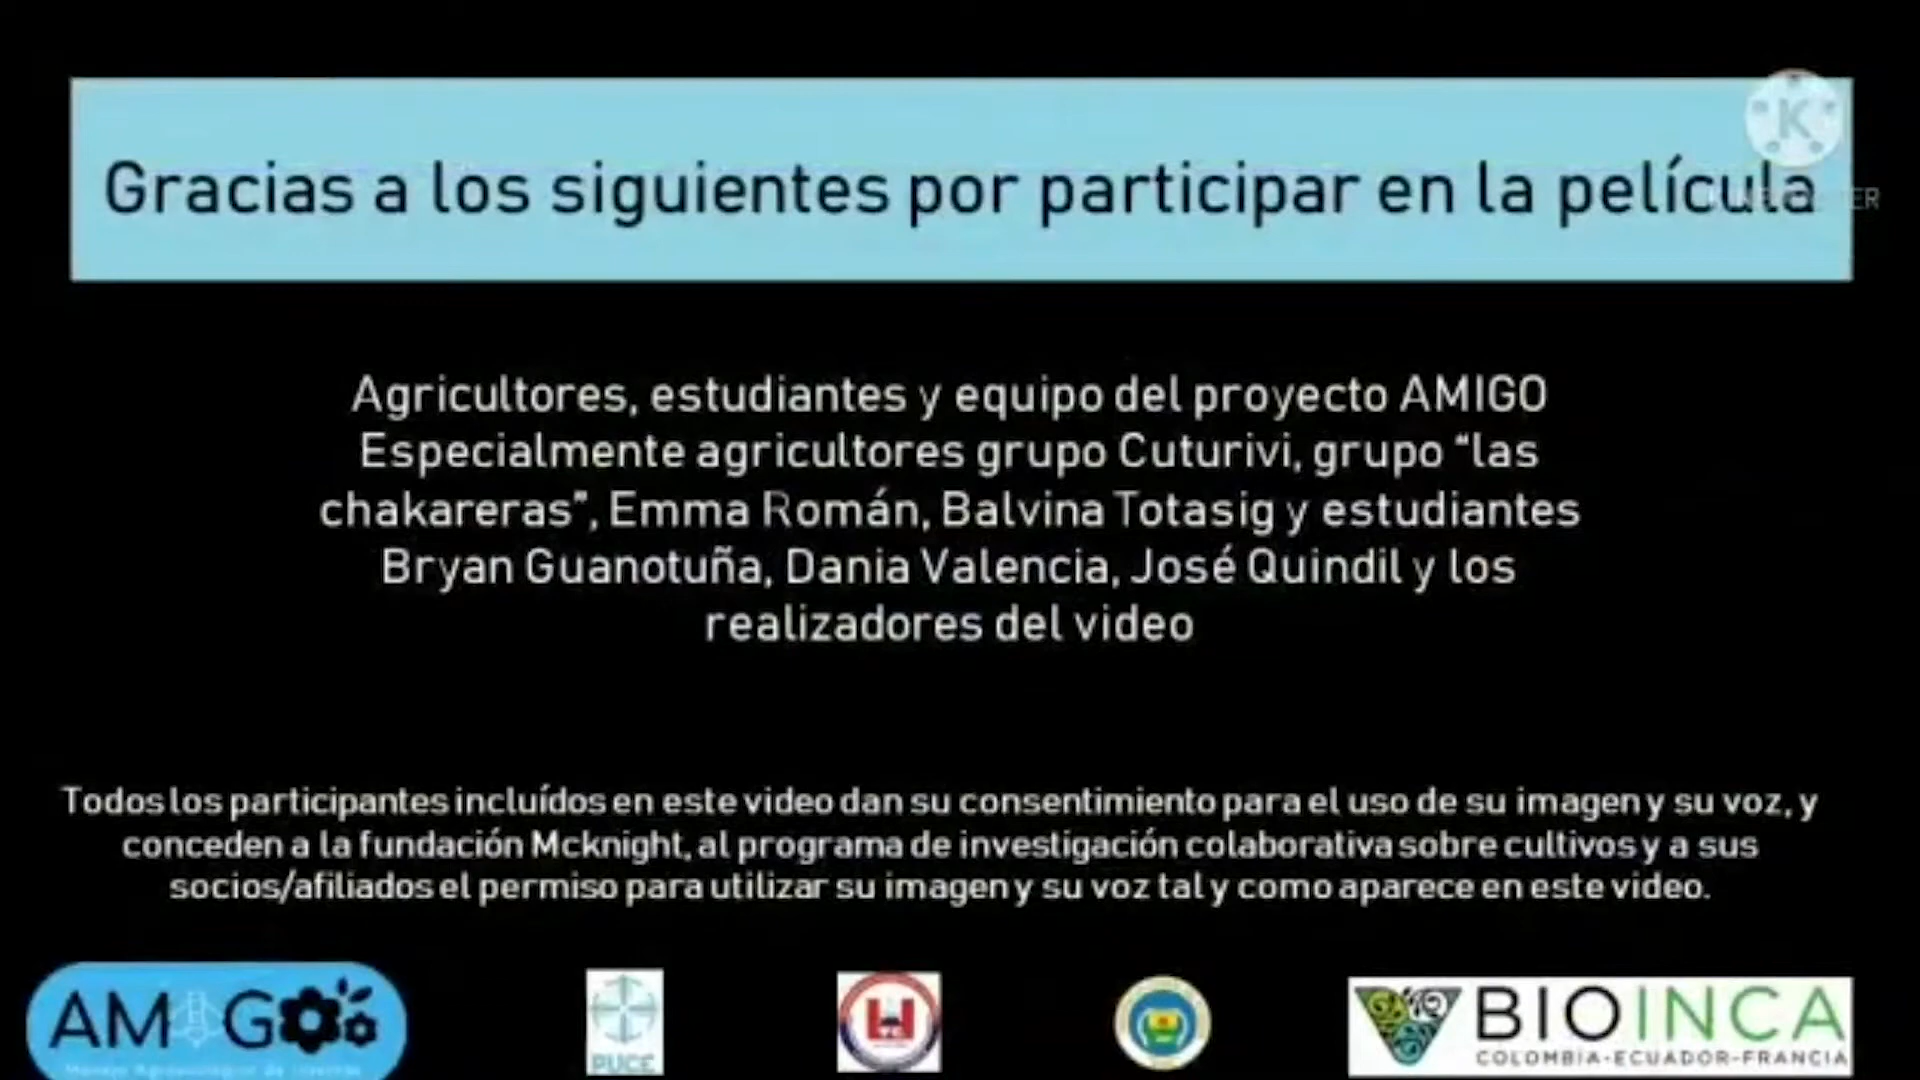 Gracias a los siguientes por participar en la película
Agricultores, estudiantes y equipo del proyecto AMIGO
Especialmente agricultores grupo Cuturivi, grupo “las
chakareras”, Emma Román, Balvina Totasig y estudiantes
Bryan Guanotuña, Dania Valencia, José Quindil y los
realizadores del video
Todos los participantes incluídos en este video dan su consentimiento para el uso de su imagen y su voz, y
conceden a la fundación Mcknight, al programa de investigación colaborativa sobre cultivos y a sus
socios/afiliados el permiso para utilizar su imagen y su voz tal y como aparece en este video.
AMIGO
PUCE
BIOINCA
COLOMBIA-ECUADOR-FRANCIA